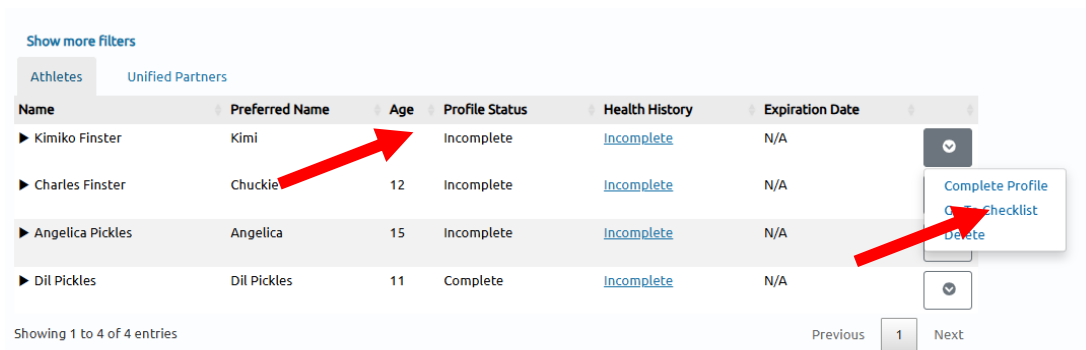 Show more filters
Athletes Unified Partners
Name Preferred Name Age Profile Status Health History Expiration Date
Kimiko Finster Kimi Incomplete Incomplete N/A
Charles Finster Chuckie 12 Incomplete Incomplete N/A
Complete Profile
Checklist
Angelica Pickles Angelica 15 Incomplete Incomplete N/A
Delete
Dil Pickles Dil Pickles 11 Complete Incomplete N/A
Showing 1 to 4 of 4 entries Previous 1 Next